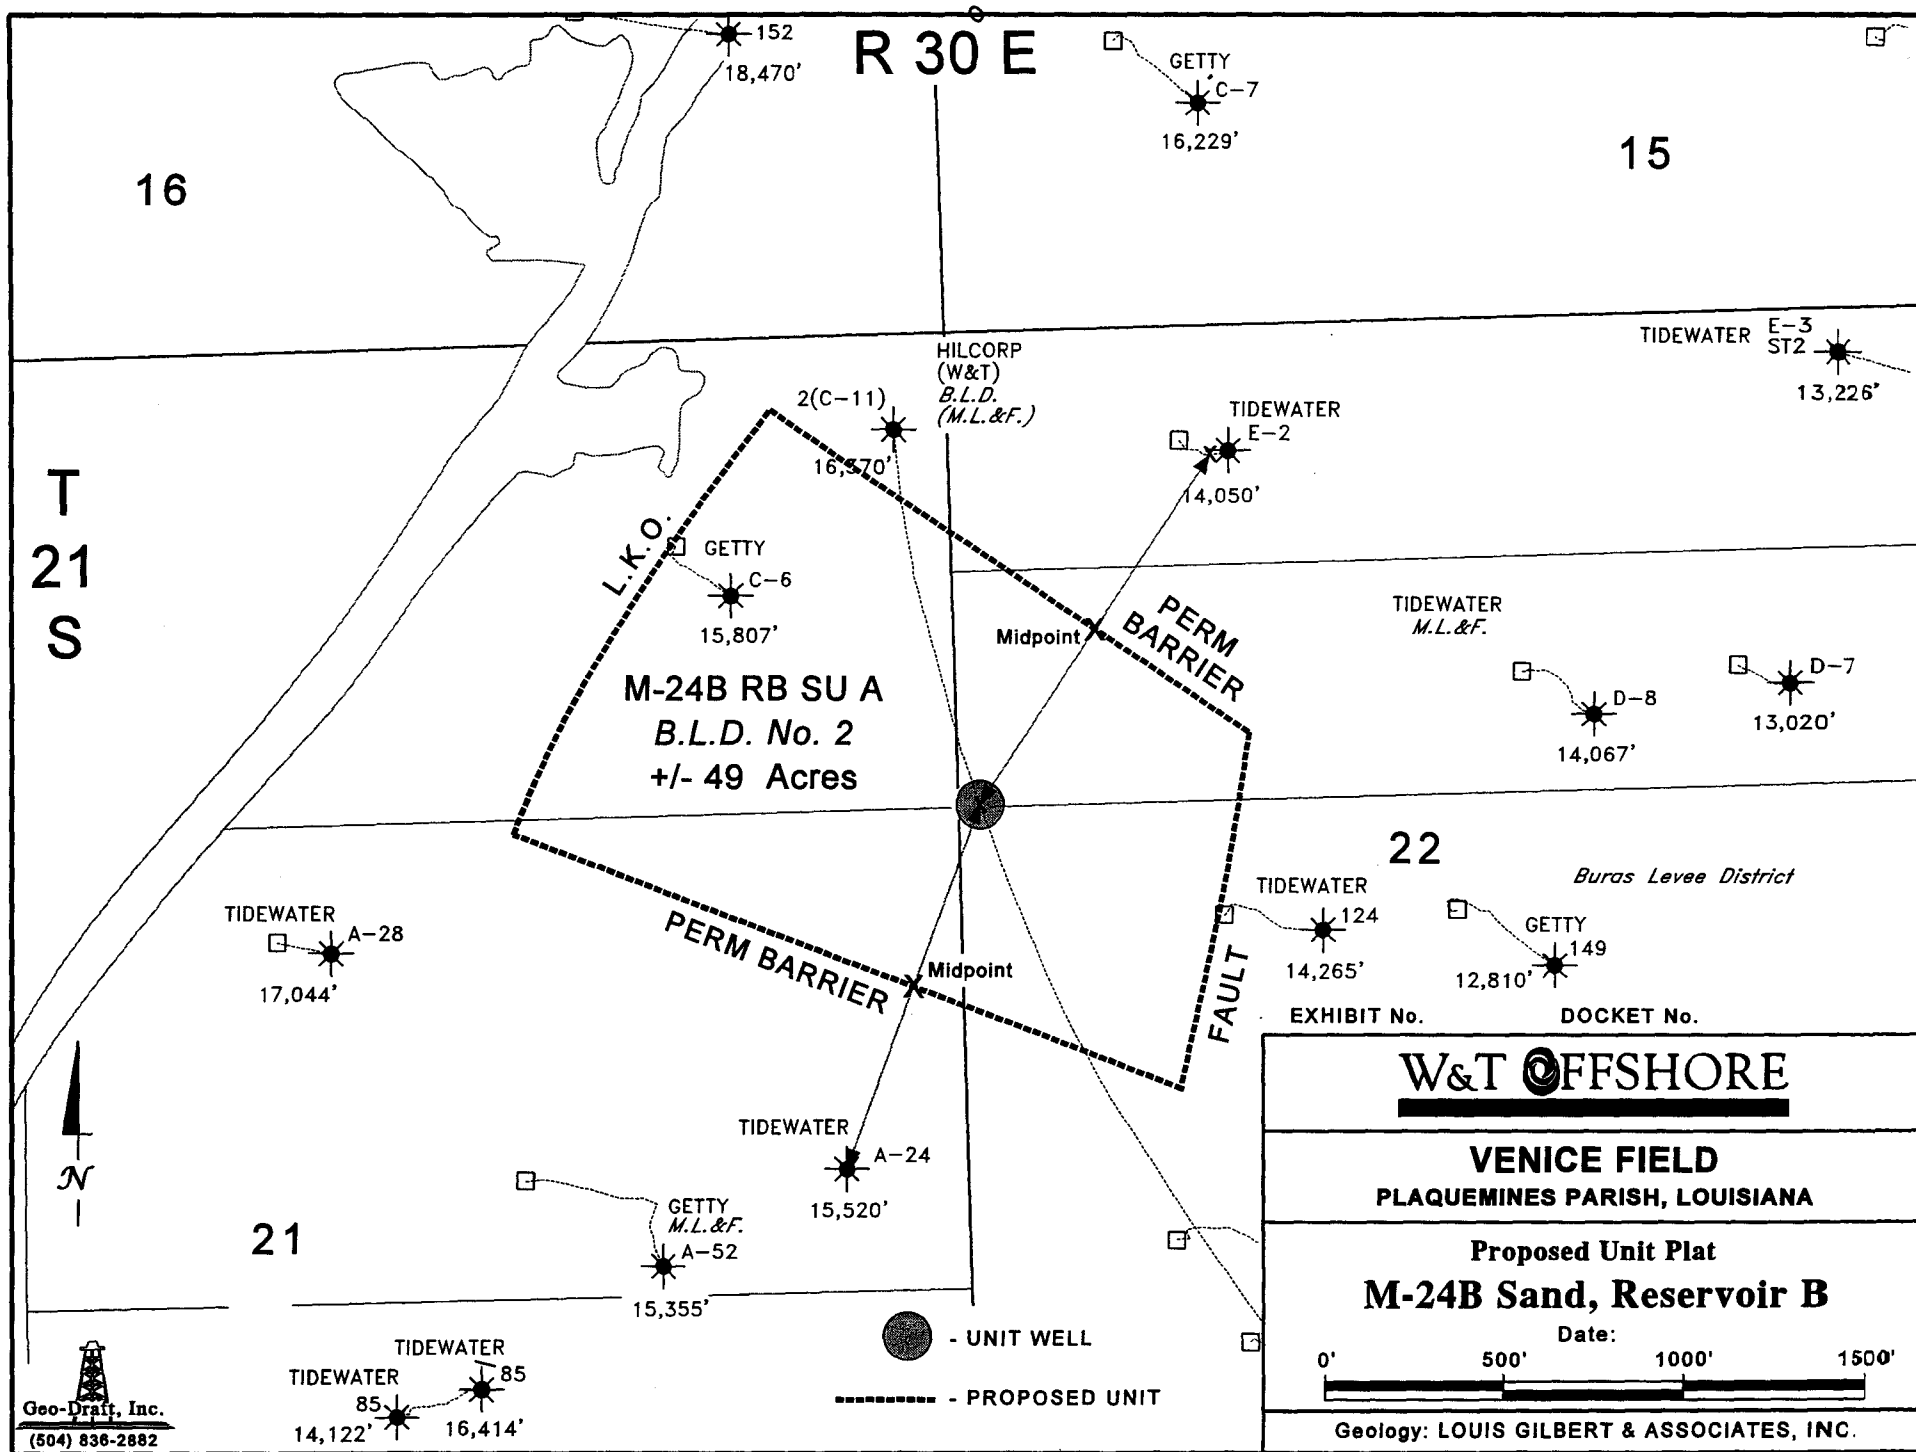 152
18,470'
R 30 E
GETTY
C-7
16,229'
15
16
TIDEWATER
E-3
ST2
13,226'
HILCORP
(W&T)
B.L.D.
(M.L.&F.)
2(C-11)
TIDEWATER
E-2
14,050'
T
21
S
L.K.O.
GETTY
C-6
15,807'
Midpoint
PERM
BARRIER
TIDEWATER
M.L.&F.
D-8
14,067'
D-7
13,020'
M-24B RB SU A
B.L.D. No. 2
+/- 49 Acres
22
Buras Levee District
TIDEWATER
124
14,265'
GETTY
149
12,810'
TIDEWATER
A-28
17,044'
PERM BARRIER
Midpoint
FAULT
EXHIBIT No.
DOCKET No.
N
TIDEWATER
A-24
15,520'
GETTY
M.L.&F.
A-52
15,355'
21
TIDEWATER
85
16,414'
TIDEWATER
85
14,122'
Geo-Draft, Inc.
(504) 836-2882
- UNIT WELL
- PROPOSED UNIT
W&T OFFSHORE
VENICE FIELD
PLAQUEMINES PARISH, LOUISIANA
Proposed Unit Plat
M-24B Sand, Reservoir B
Date:
0' 500' 1000' 1500'
Geology: LOUIS GILBERT & ASSOCIATES, INC.